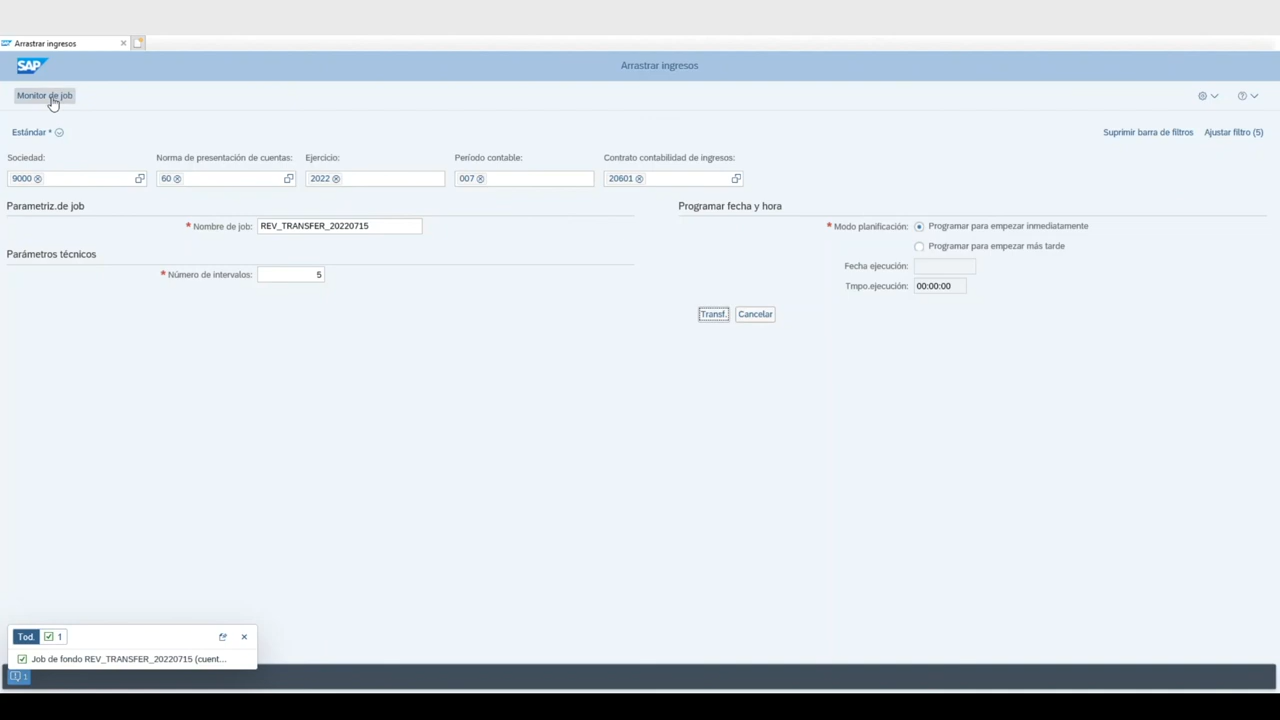 Arrastrar ingresos
SAP
Arrastrar ingresos
Monitor de job
Estándar *
Suprimir barra de filtros
Ajustar filtro (5)
Sociedad:
Norma de presentación de cuentas:
Ejercicio:
Período contable:
Contrato contabilidad de ingresos:
9000
60
2022
007
20601
Parametriz.de job
Programar fecha y hora
* Nombre de job: REV_TRANSFER_20220715
* Modo planificación: Programar para empezar inmediatamente
Programar para empezar más tarde
Parámetros técnicos
* Número de intervalos: 5
Fecha ejecución:
Tmpo.ejecución: 00:00:00
Transf.
Cancelar
Tod. 1
Job de fondo REV_TRANSFER_20220715 (cuent...
1